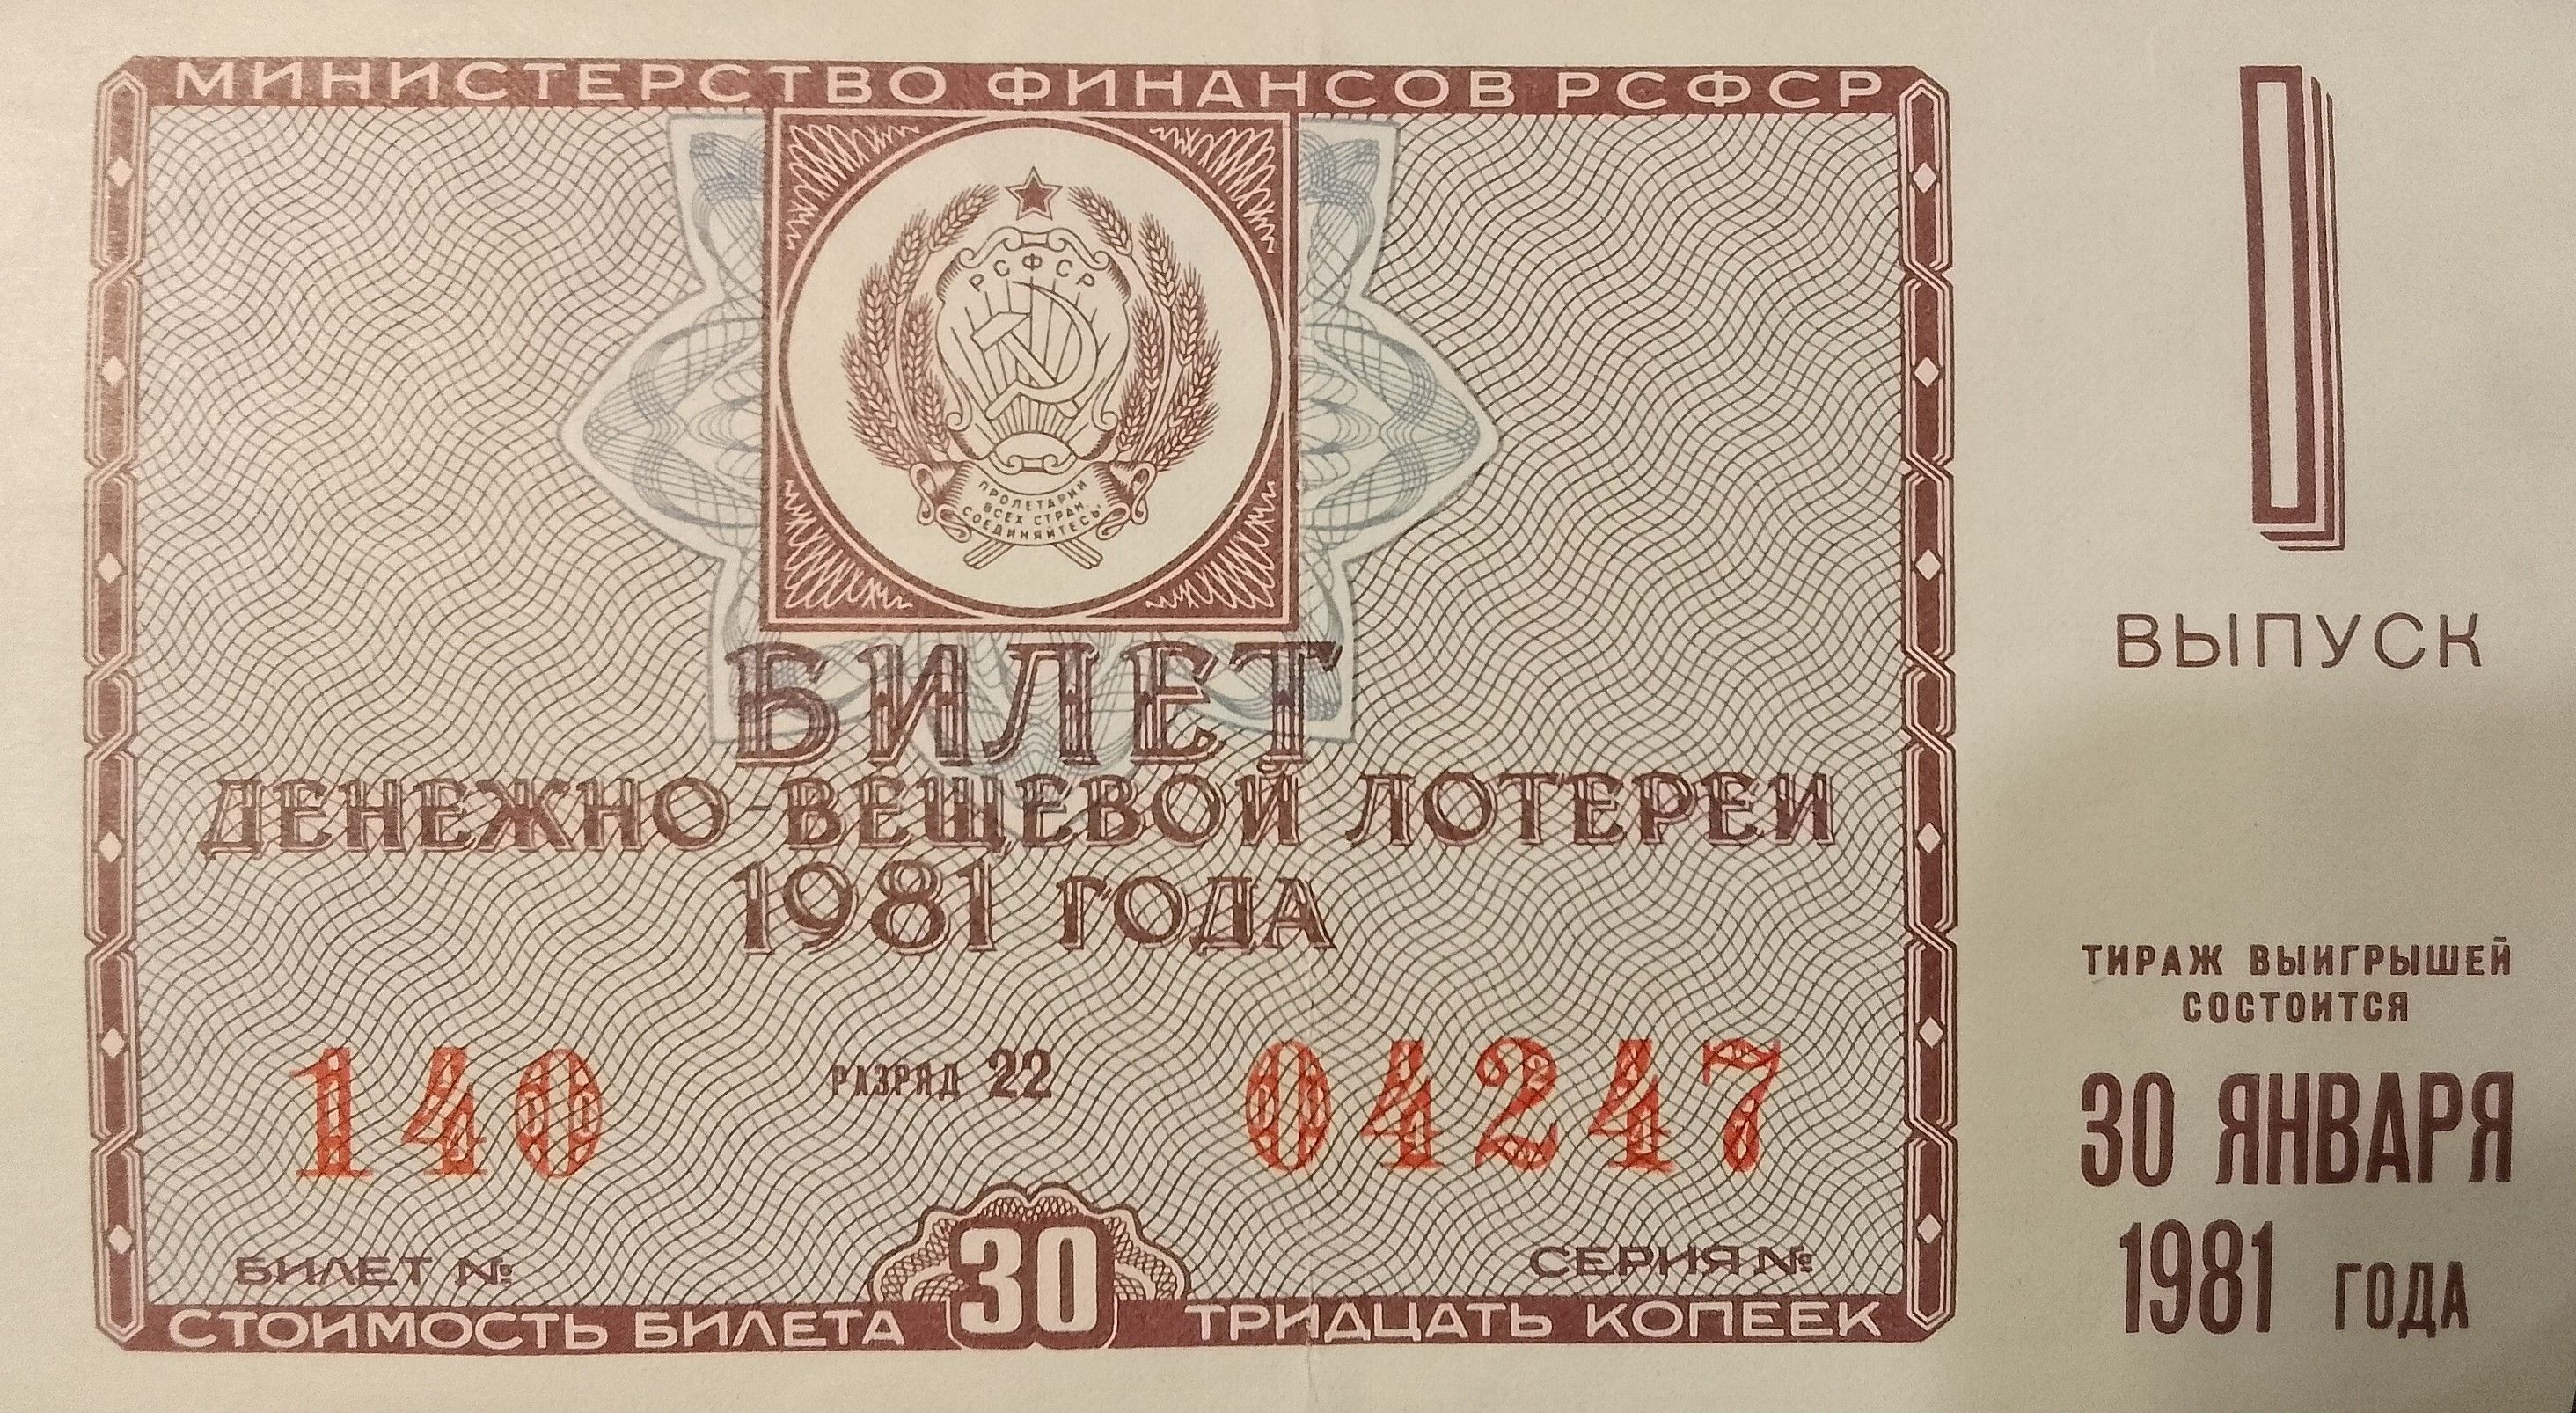 МИНИСТЕРСТВО ФИНАНСОВ РСФСР
РСФСР
ПРОЛЕТАРИИ
ВСЕХ СТРАН,
СОЕДИНЯЙТЕСЬ!
БИЛЕТ
ДЕНЕЖНО-ВЕЩЕВОЙ ЛОТЕРЕИ
1981 ГОДА
140 РАЗРЯД 22 04247
БИЛЕТ № СЕРИЯ №
СТОИМОСТЬ БИЛЕТА 30 ТРИДЦАТЬ КОПЕЕК
I
ВЫПУСК
ТИРАЖ ВЫИГРЫШЕЙ
СОСТОИТСЯ
30 ЯНВАРЯ
1981 ГОДА